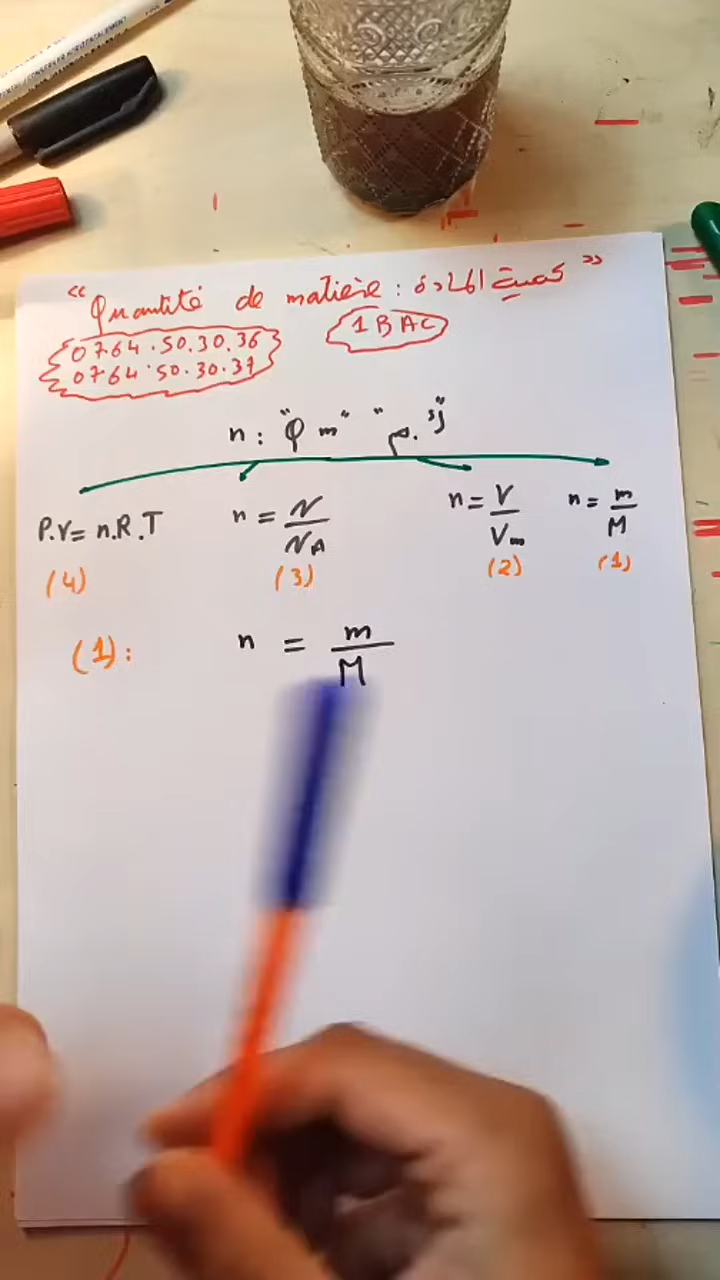 “ Quantité de matière : كمية المادة ”
1 BAC
0764.50.30.36
0764.50.30.37
n : "Q m" "ك.م"
P.V= n.R.T n = N/NA n = V/Vm n = m/M
(4) (3) (2) (1)
(1): n = m/M